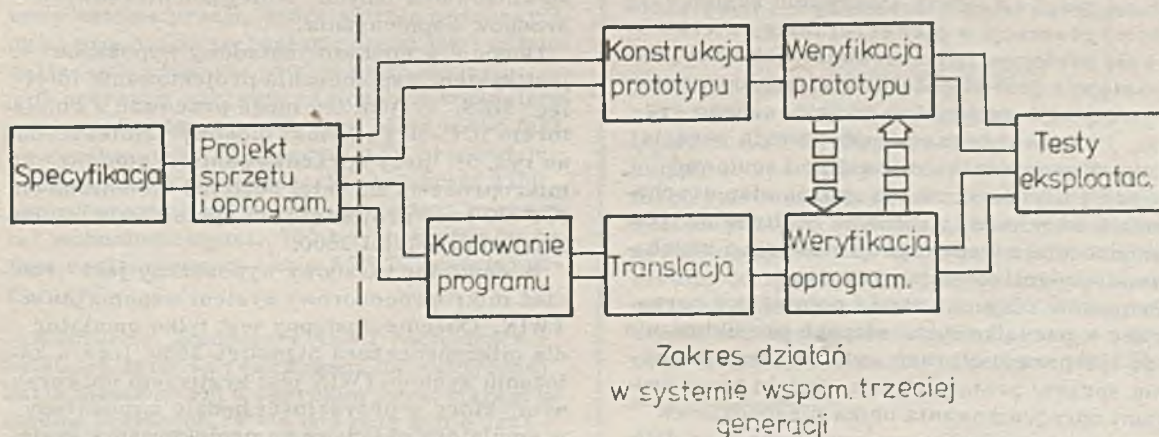 Specyfikacja
Projekt
sprzętu
i oprogram.
Konstrukcja
prototypu
Weryfikacja
prototypu
Kodowanie
programu
Translacja
Weryfikacja
oprogram.
Testy
eksploatac.
Zakres działań
w systemie wspom. trzeciej
generacji